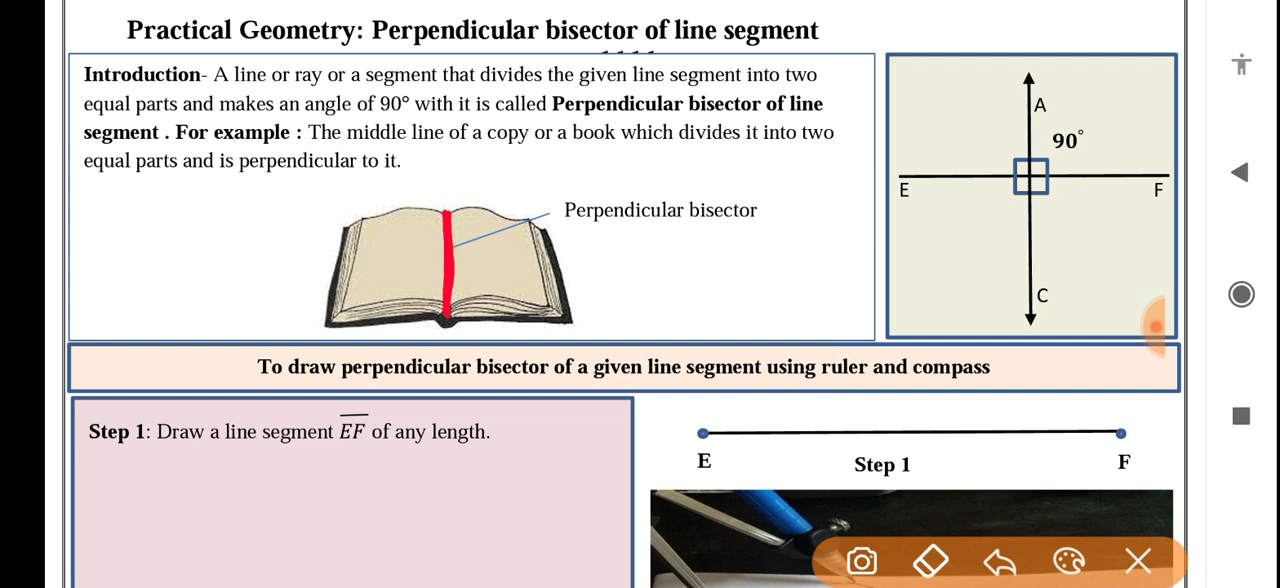 Practical Geometry: Perpendicular bisector of line segment
Introduction- A line or ray or a segment that divides the given line segment into two
equal parts and makes an angle of 90° with it is called Perpendicular bisector of line
segment . For example : The middle line of a copy or a book which divides it into two
equal parts and is perpendicular to it.
Perpendicular bisector
A
90°
E
F
C
To draw perpendicular bisector of a given line segment using ruler and compass
Step 1: Draw a line segment EF of any length.
E
Step 1
F